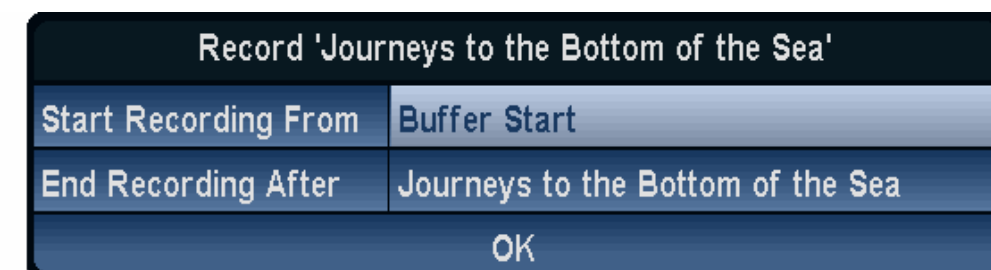 Record 'Journeys to the Bottom of the Sea'
Start Recording From Buffer Start
End Recording After Journeys to the Bottom of the Sea
OK